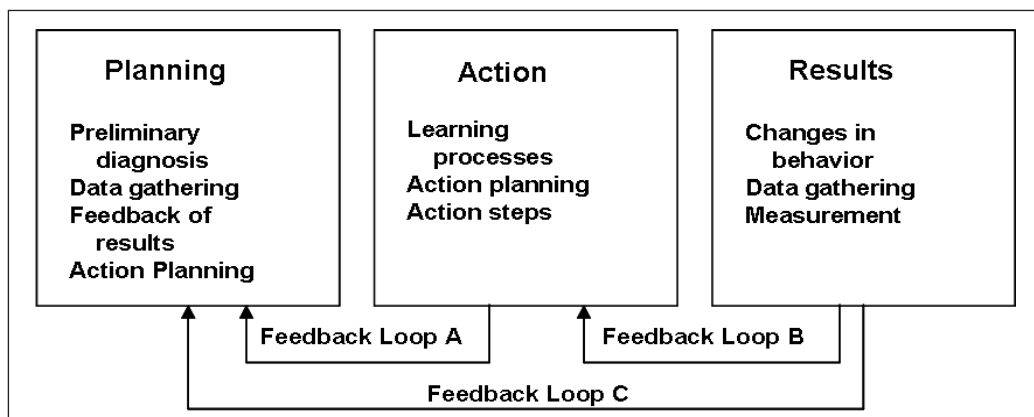 Planning
Preliminary
diagnosis
Data gathering
Feedback of
results
Action Planning
Action
Learning
processes
Action planning
Action steps
Results
Changes in
behavior
Data gathering
Measurement
Feedback Loop A
Feedback Loop B
Feedback Loop C